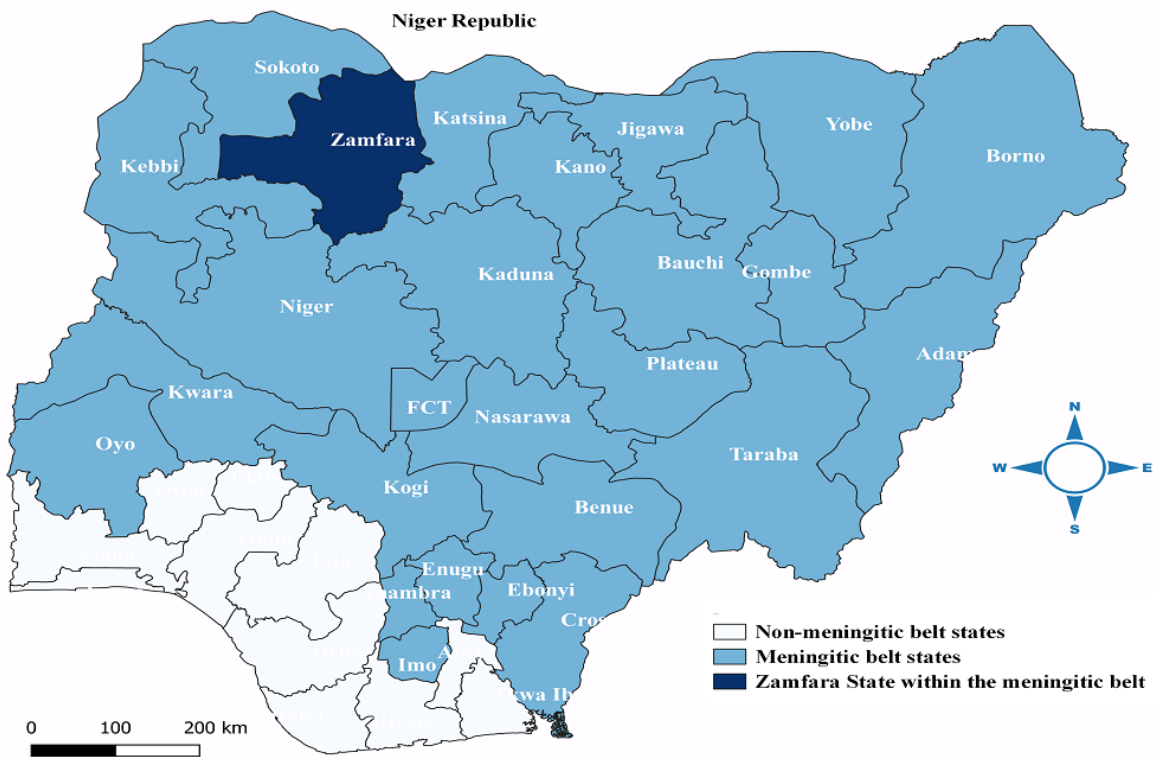 Niger Republic
Sokoto
Zamfara
Katsina
Jigawa
Yobe
Borno
Kebbi
Kano
Kaduna
Bauchi
Gombe
Niger
Adam
Plateau
Kwara
FCT
Nasarawa
Oyo
Taraba
Kogi
Benue
Enugu
Ebonyi
Cros
Imo
N
W
E
S
Non-meningitic belt states
Meningitic belt states
Zamfara State within the meningitic belt
0 100 200 km